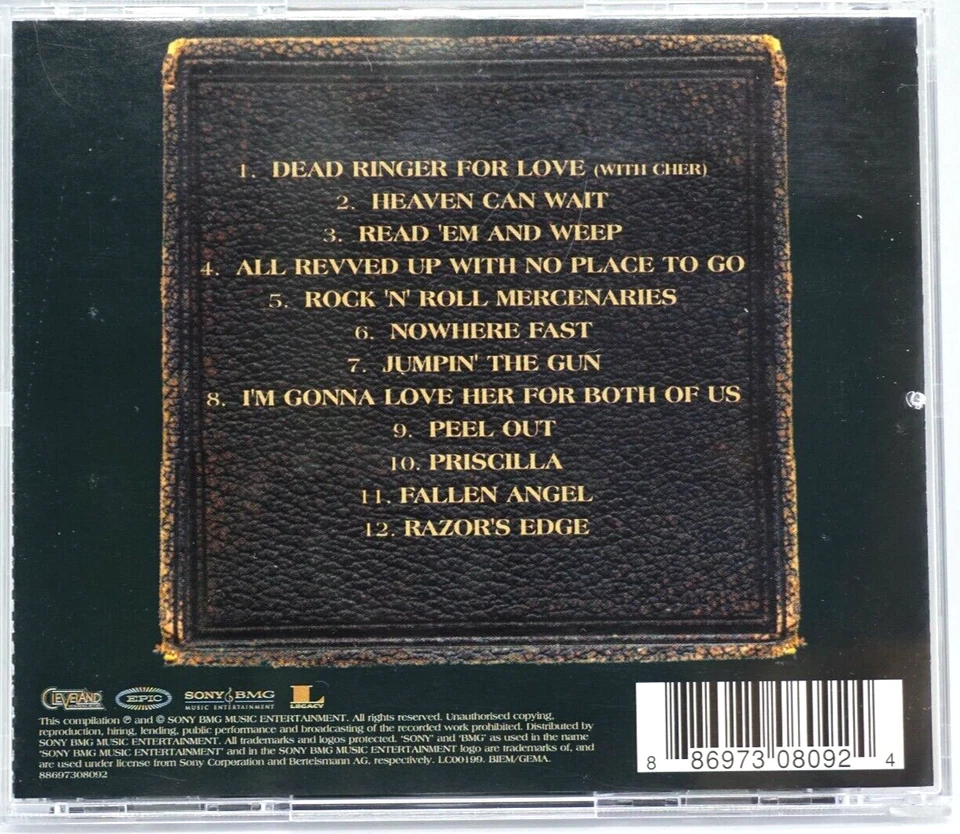 1. DEAD RINGER FOR LOVE (WITH CHER)
2. HEAVEN CAN WAIT
3. READ 'EM AND WEEP
4. ALL REVVED UP WITH NO PLACE TO GO
5. ROCK 'N' ROLL MERCENARIES
6. NOWHERE FAST
7. JUMPIN' THE GUN
8. I'M GONNA LOVE HER FOR BOTH OF US
9. PEEL OUT
10. PRISCILLA
11. FALLEN ANGEL
12. RAZOR'S EDGE
CLEVELAND EPIC SONY BMG MUSIC ENTERTAINMENT L LEGACY
This compilation ℗ and © SONY BMG MUSIC ENTERTAINMENT. All rights reserved. Unauthorised copying,
reproduction, hiring, lending, public performance and broadcasting of the recorded work prohibited. Distributed by
SONY BMG MUSIC ENTERTAINMENT. All trademarks and logos protected. 'SONY' and 'BMG' as used in the name
'SONY BMG MUSIC ENTERTAINMENT' and in the SONY BMG MUSIC ENTERTAINMENT logo are trademarks of, and
are used under license from Sony Corporation and Bertelsmann AG, respectively. LC00199. BIEM/GEMA.
88697308092
8 86973 08092 4